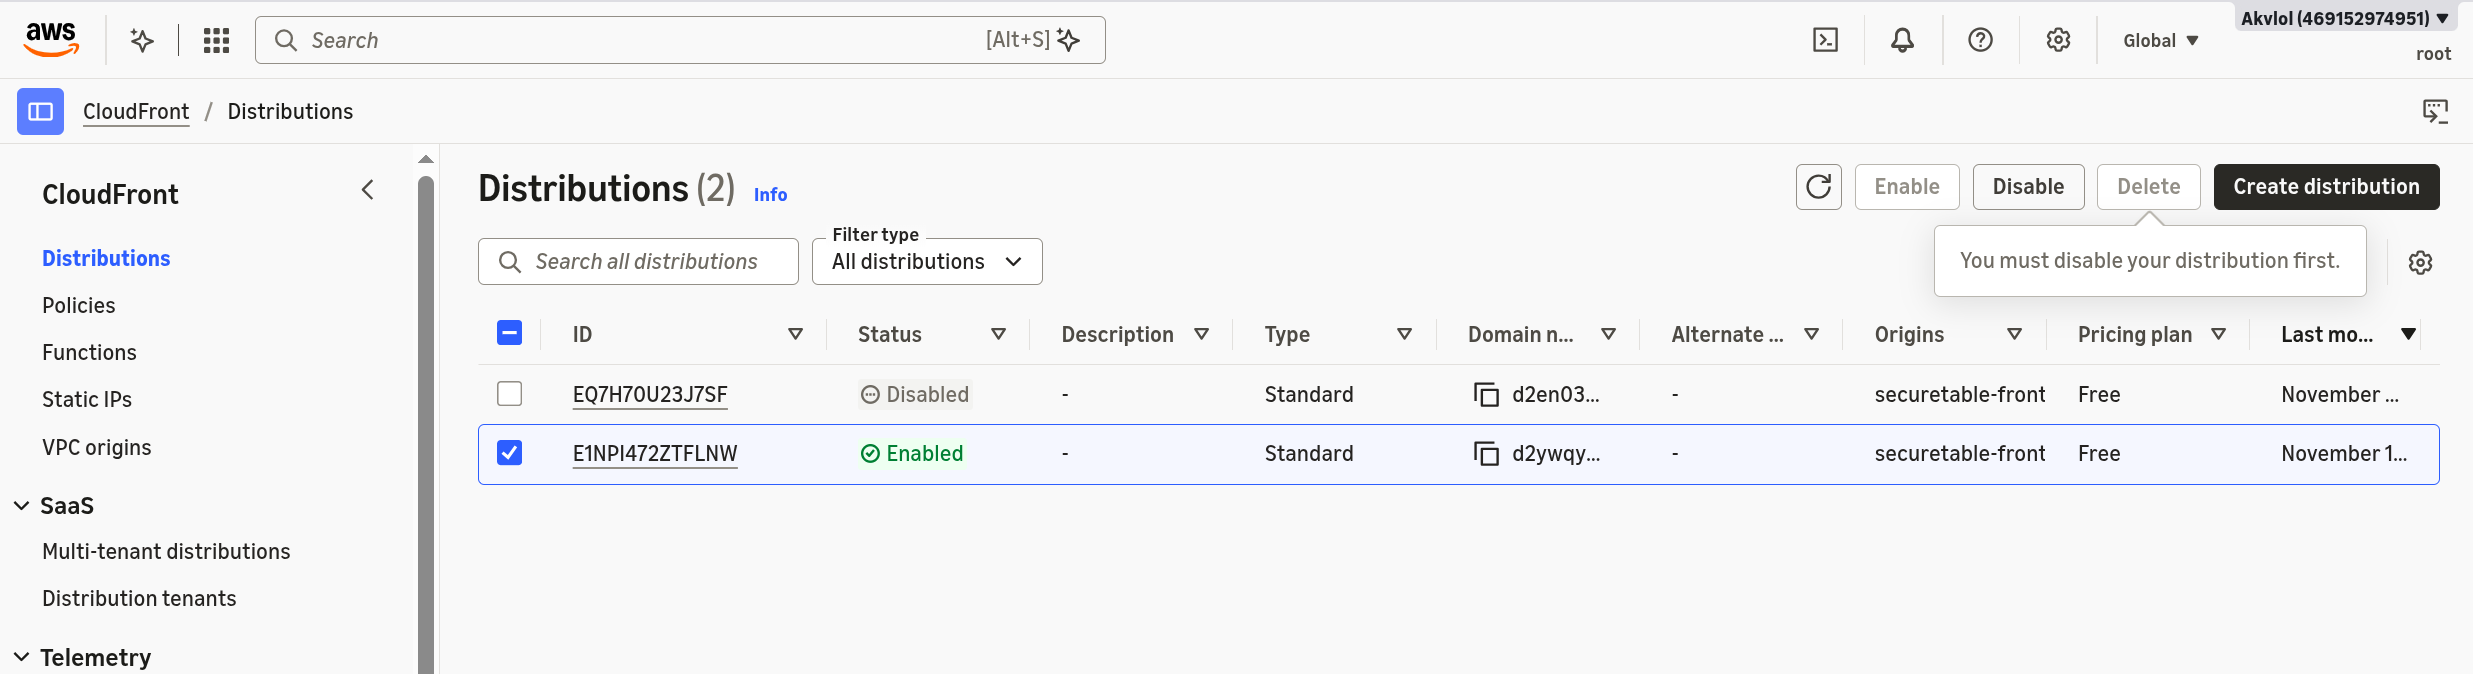 aws
Search
[Alt+S]
Global
Akvlol (469152974951)
root
CloudFront / Distributions
CloudFront
Distributions
Policies
Functions
Static IPs
VPC origins
SaaS
Multi-tenant distributions
Distribution tenants
Telemetry
Distributions (2) Info
Enable
Disable
Delete
Create distribution
You must disable your distribution first.
Search all distributions
Filter type
All distributions
ID Status Description Type Domain n... Alternate ... Origins Pricing plan Last mo...
EQ7H70U23J7SF Disabled - Standard d2en03... - securetable-front Free November ...
E1NPI472ZTFLNW Enabled - Standard d2ywqy... - securetable-front Free November 1...